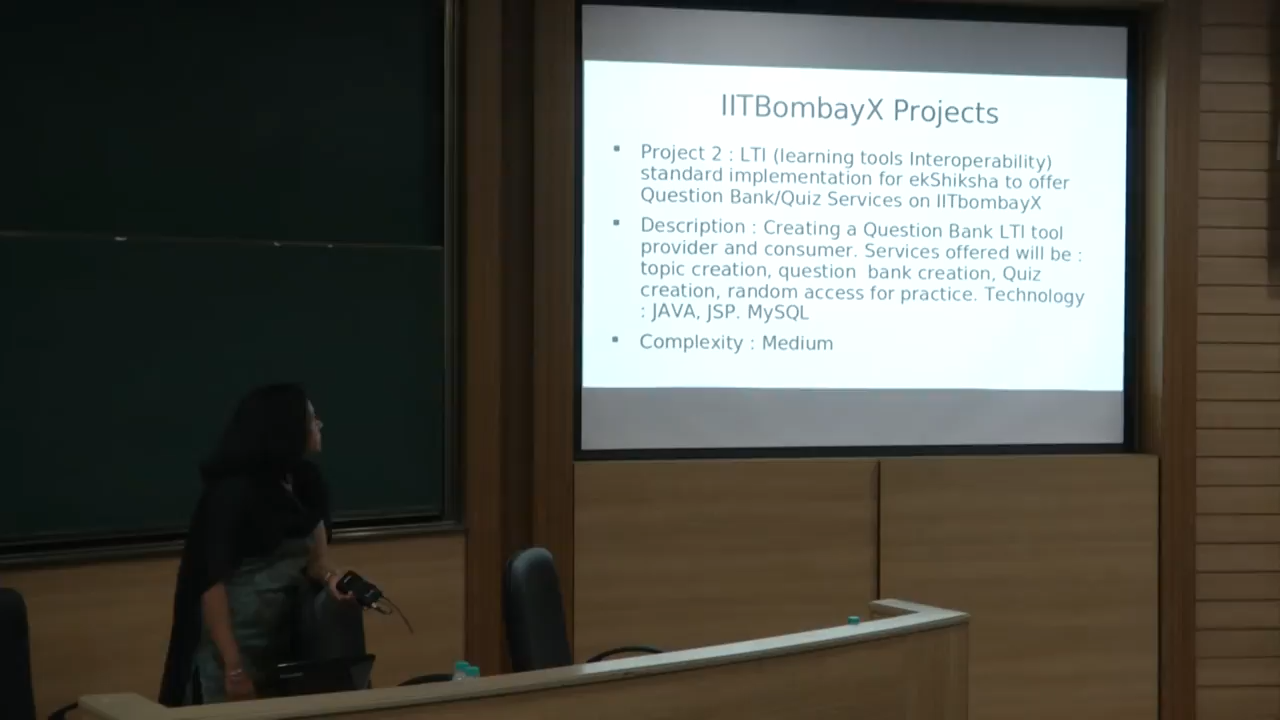 IITBombayX Projects
Project 2 : LTI (learning tools Interoperability)
standard implementation for ekShiksha to offer
Question Bank/Quiz Services on IITbombayX
Description : Creating a Question Bank LTI tool
provider and consumer. Services offered will be :
topic creation, question bank creation, Quiz
creation, random access for practice. Technology
: JAVA, JSP. MySQL
Complexity : Medium